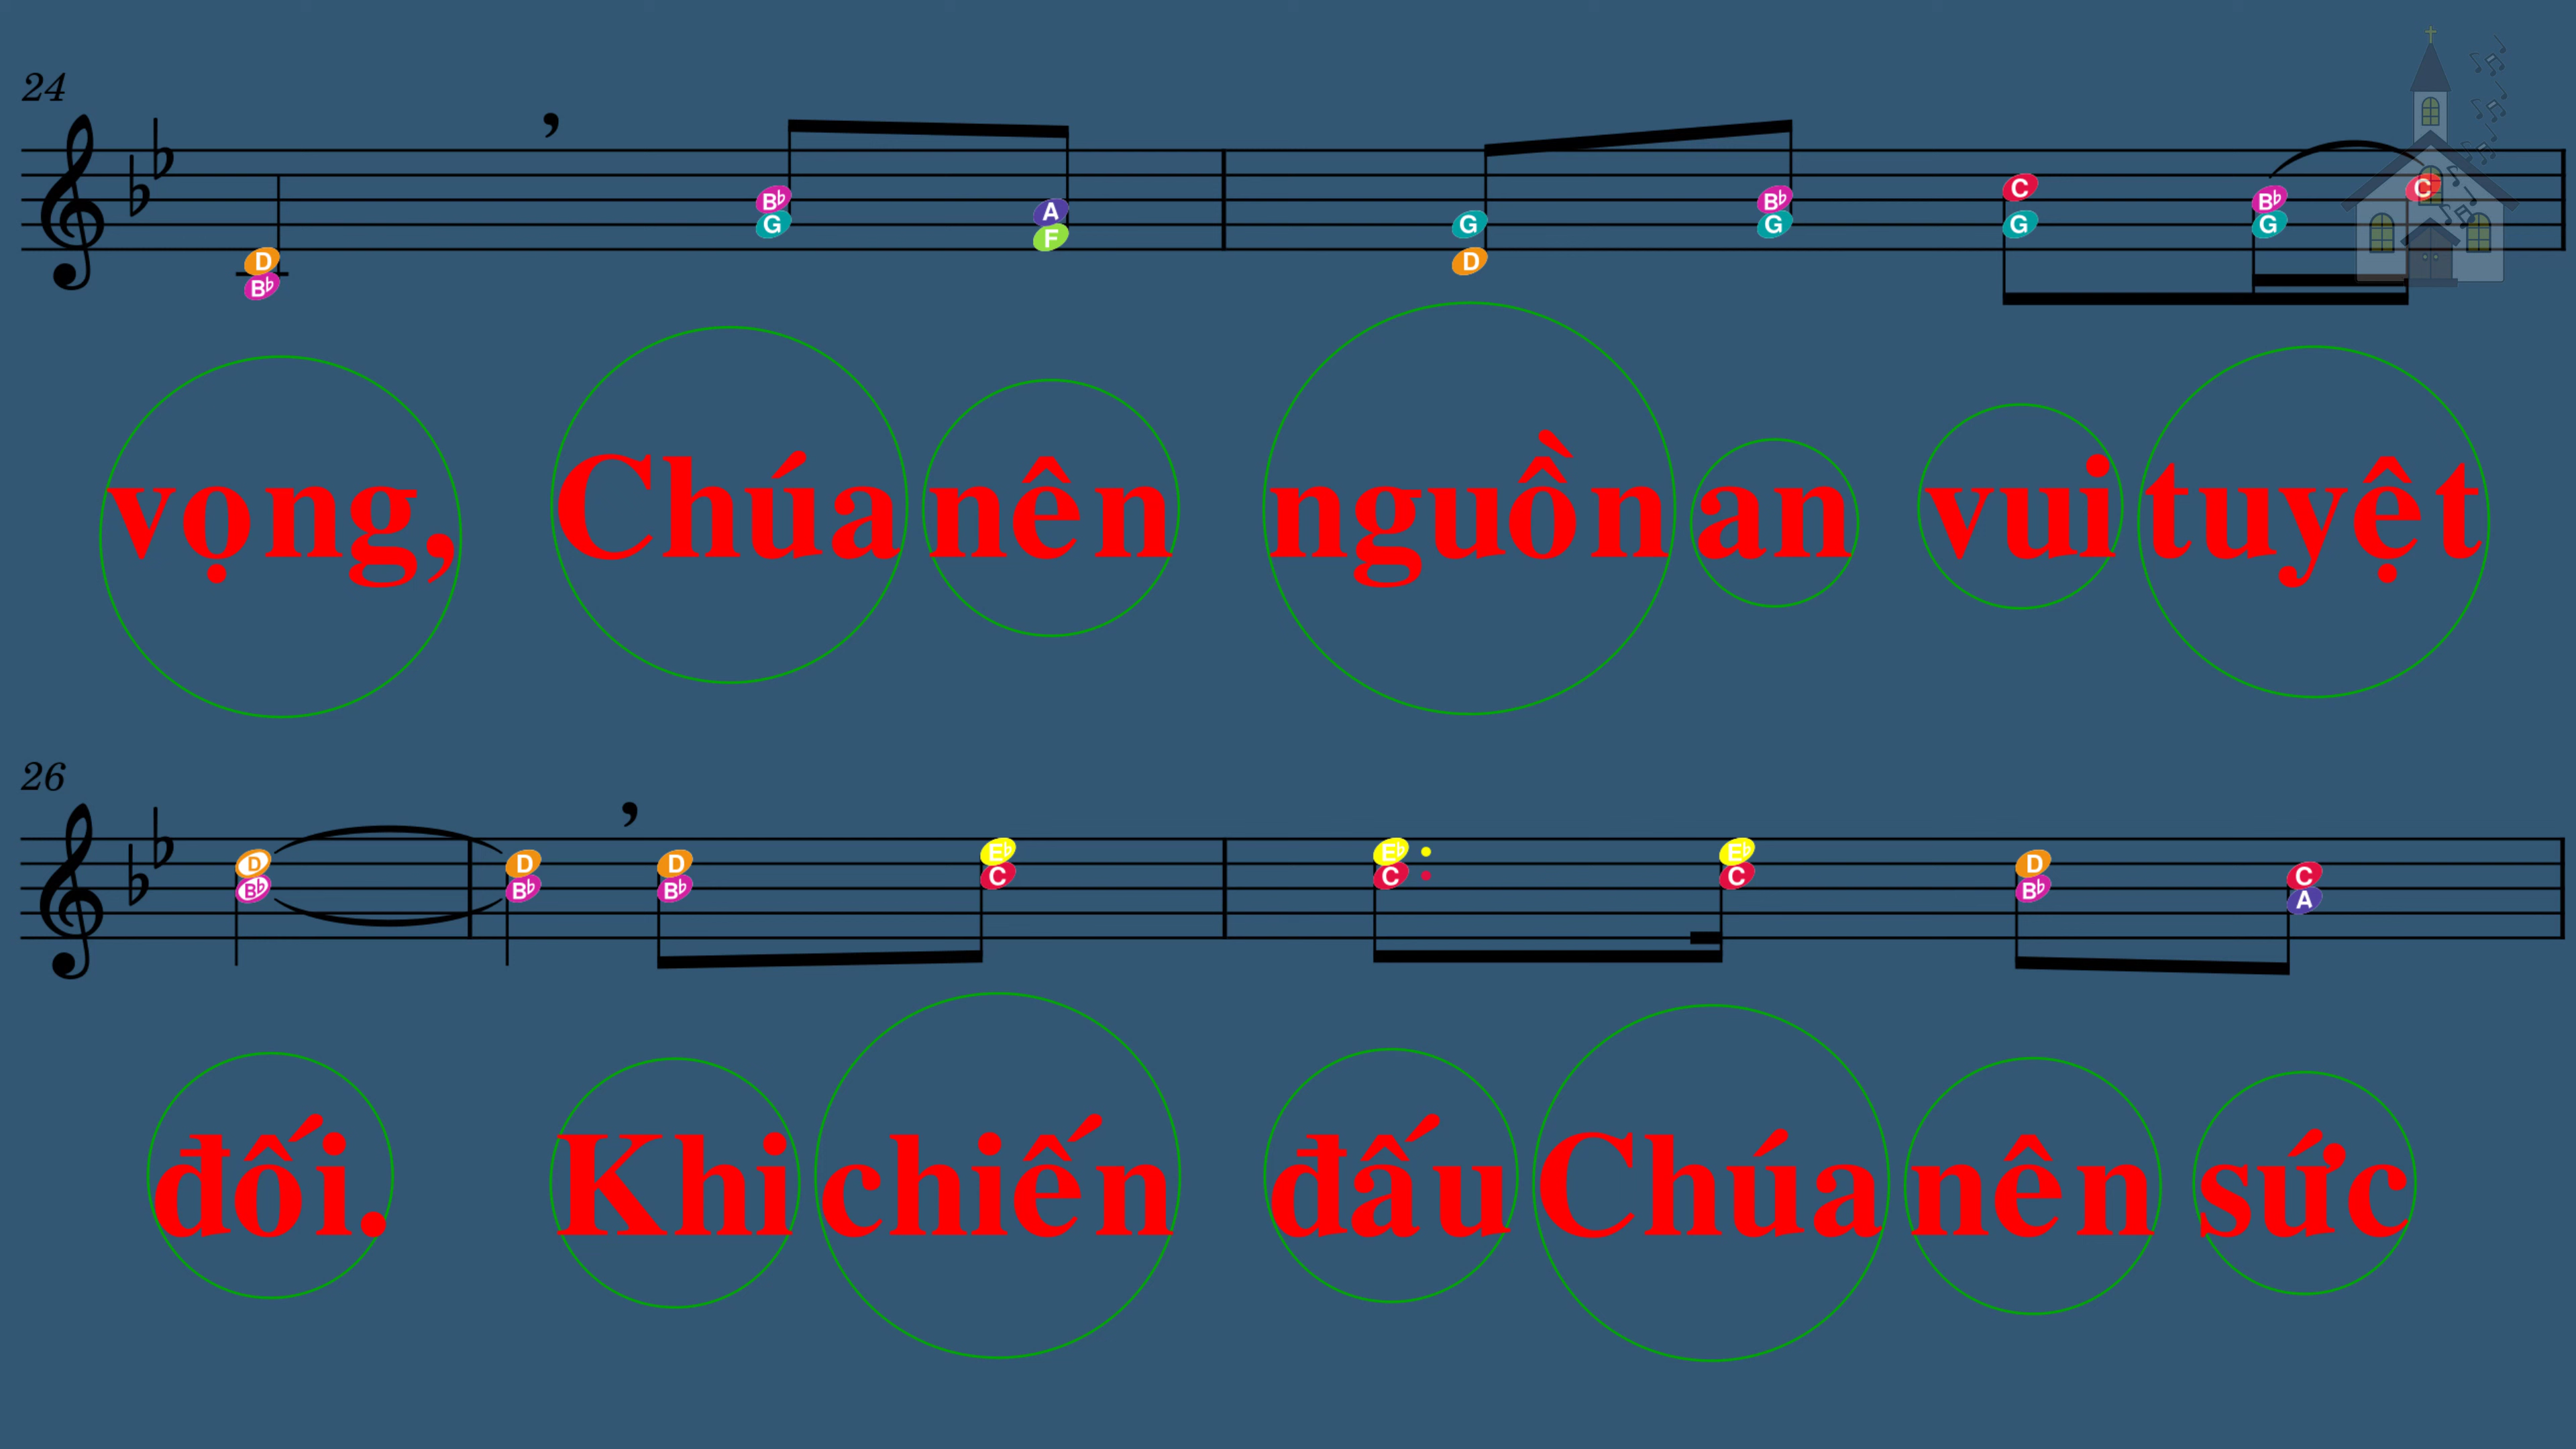 24
D B♭ B♭ G A F G D B♭ G C G B♭ G C
vọng, Chúa nên nguồn an vui tuyệt
26
D B♭ D B♭ D B♭ E♭ C E♭ C E♭ C D B♭ C A
đối. Khi chiến đấu Chúa nên sức